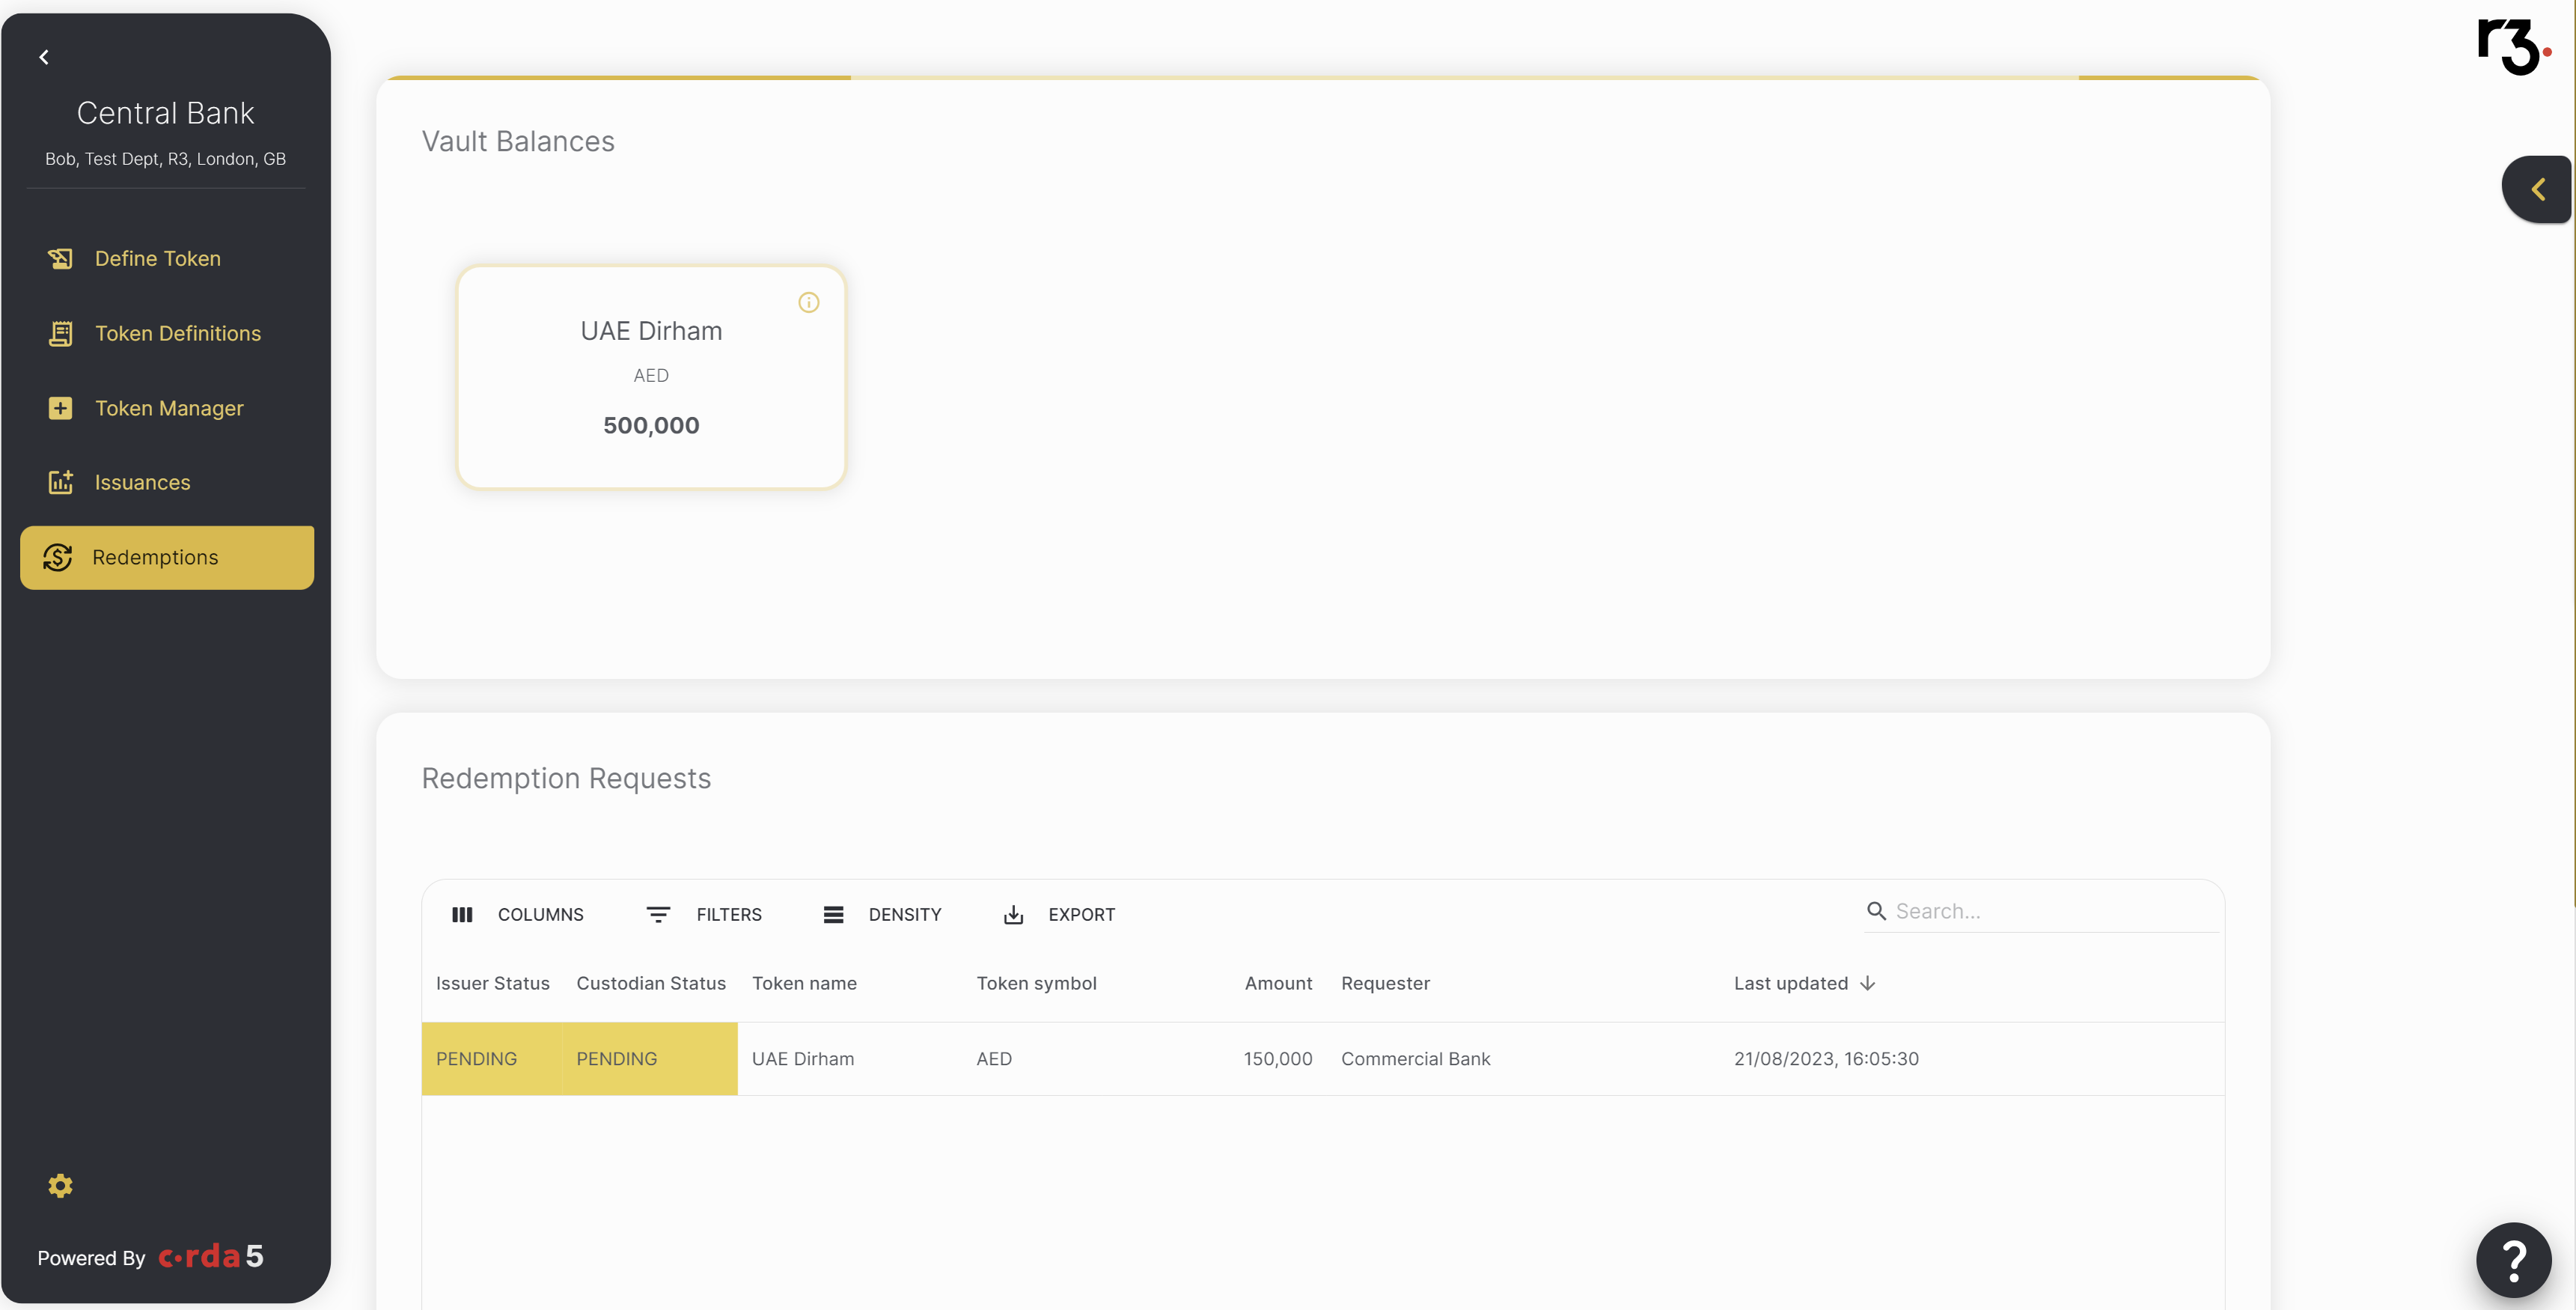 Central Bank
Bob, Test Dept, R3, London, GB
Define Token
Token Definitions
Token Manager
Issuances
Redemptions
Powered By c·rda 5
r3.
Vault Balances
UAE Dirham
AED
500,000
Redemption Requests
COLUMNS FILTERS DENSITY EXPORT Search...
Issuer Status Custodian Status Token name Token symbol Amount Requester Last updated
PENDING PENDING UAE Dirham AED 150,000 Commercial Bank 21/08/2023, 16:05:30
?